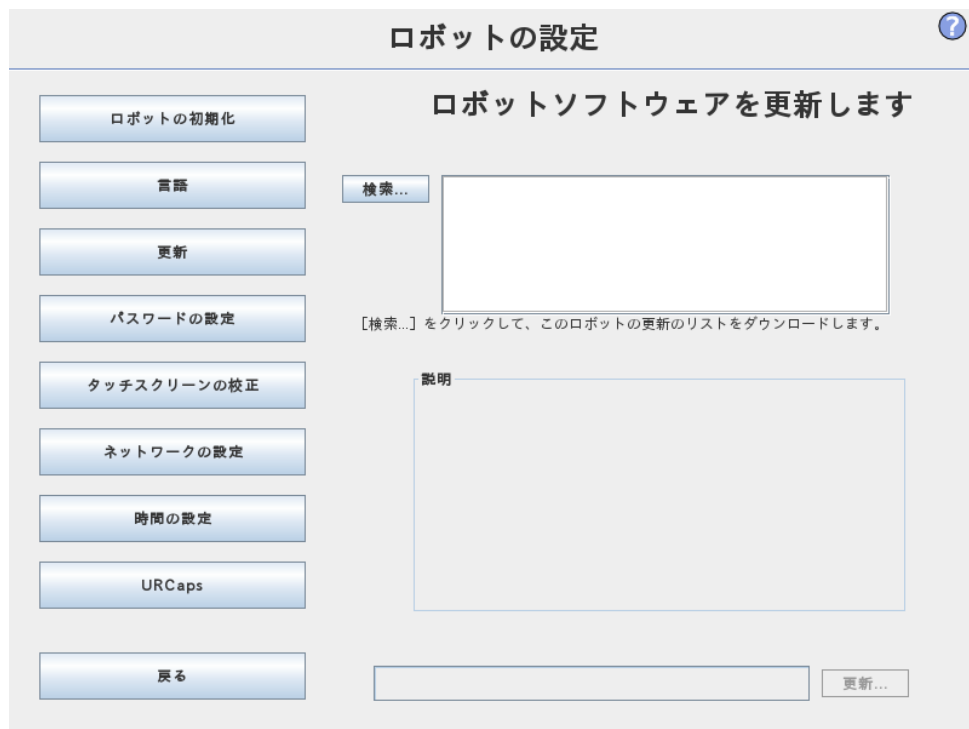 ロボットの設定
?
ロボットの初期化
言語
更新
パスワードの設定
タッチスクリーンの校正
ネットワークの設定
時間の設定
URCaps
戻る
ロボットソフトウェアを更新します
検索...
[検索...] をクリックして、このロボットの更新のリストをダウンロードします。
説明
更新...